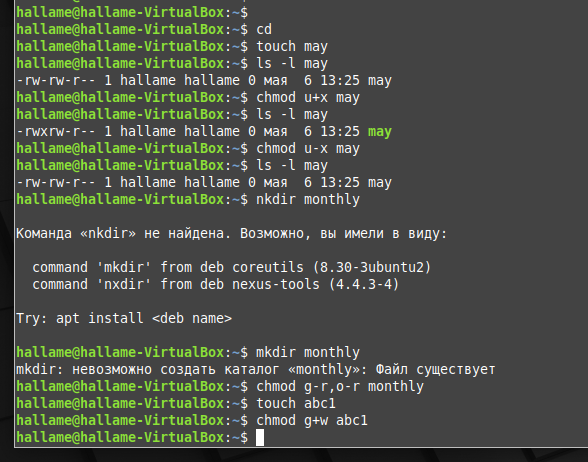 hallame@hallame-VirtualBox:~$
hallame@hallame-VirtualBox:~$ cd
hallame@hallame-VirtualBox:~$ touch may
hallame@hallame-VirtualBox:~$ ls -l may
-rw-rw-r-- 1 hallame hallame 0 мая  6 13:25 may
hallame@hallame-VirtualBox:~$ chmod u+x may
hallame@hallame-VirtualBox:~$ ls -l may
-rwxrw-r-- 1 hallame hallame 0 мая  6 13:25 may
hallame@hallame-VirtualBox:~$ chmod u-x may
hallame@hallame-VirtualBox:~$ ls -l may
-rw-rw-r-- 1 hallame hallame 0 мая  6 13:25 may
hallame@hallame-VirtualBox:~$ nkdir monthly
Команда «nkdir» не найдена. Возможно, вы имели в виду:
  command 'mkdir' from deb coreutils (8.30-3ubuntu2)
  command 'nxdir' from deb nexus-tools (4.4.3-4)
Try: apt install <deb name>
hallame@hallame-VirtualBox:~$ mkdir monthly
mkdir: невозможно создать каталог «monthly»: Файл существует
hallame@hallame-VirtualBox:~$ chmod g-r,o-r monthly
hallame@hallame-VirtualBox:~$ touch abc1
hallame@hallame-VirtualBox:~$ chmod g+w abc1
hallame@hallame-VirtualBox:~$